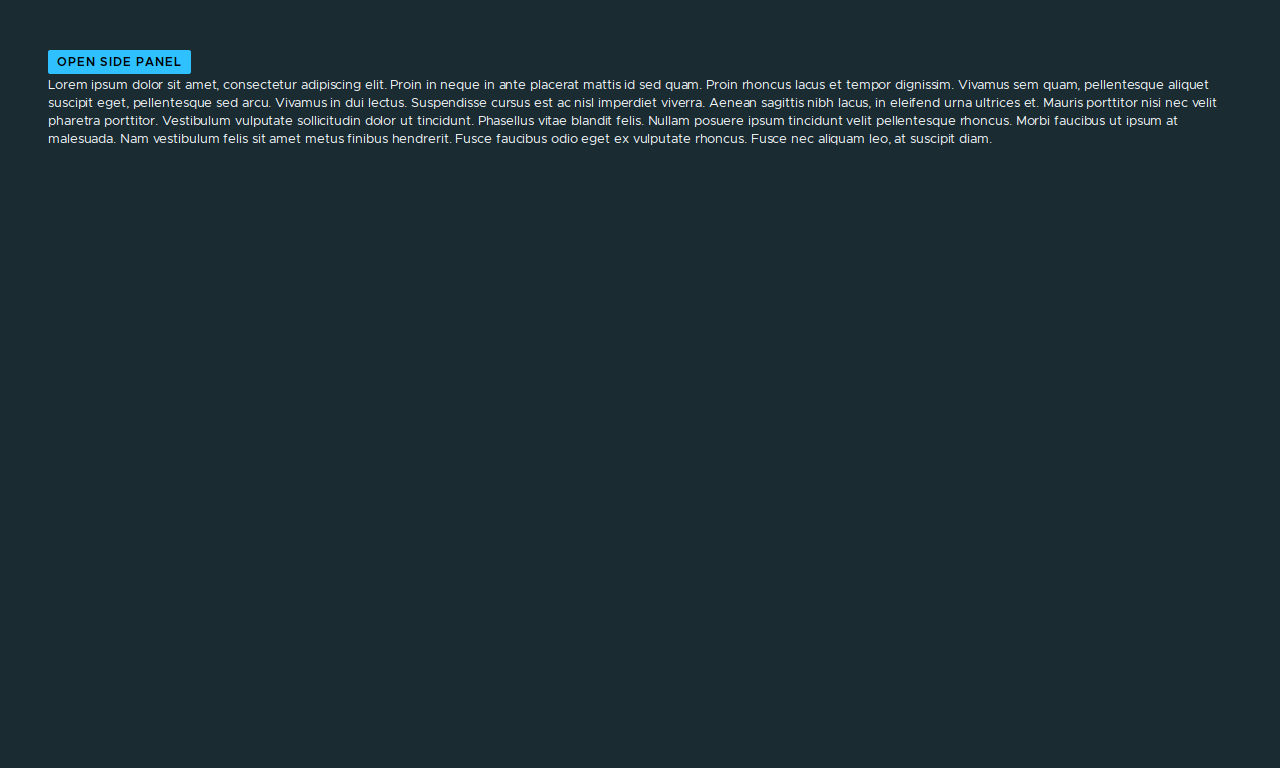 OPEN SIDE PANEL
Lorem ipsum dolor sit amet, consectetur adipiscing elit. Proin in neque in ante placerat mattis id sed quam. Proin rhoncus lacus et tempor dignissim. Vivamus sem quam, pellentesque aliquet
suscipit eget, pellentesque sed arcu. Vivamus in dui lectus. Suspendisse cursus est ac nisl imperdiet viverra. Aenean sagittis nibh lacus, in eleifend urna ultrices et. Mauris porttitor nisi nec velit
pharetra porttitor. Vestibulum vulputate sollicitudin dolor ut tincidunt. Phasellus vitae blandit felis. Nullam posuere ipsum tincidunt velit pellentesque rhoncus. Morbi faucibus ut ipsum at
malesuada. Nam vestibulum felis sit amet metus finibus hendrerit. Fusce faucibus odio eget ex vulputate rhoncus. Fusce nec aliquam leo, at suscipit diam.